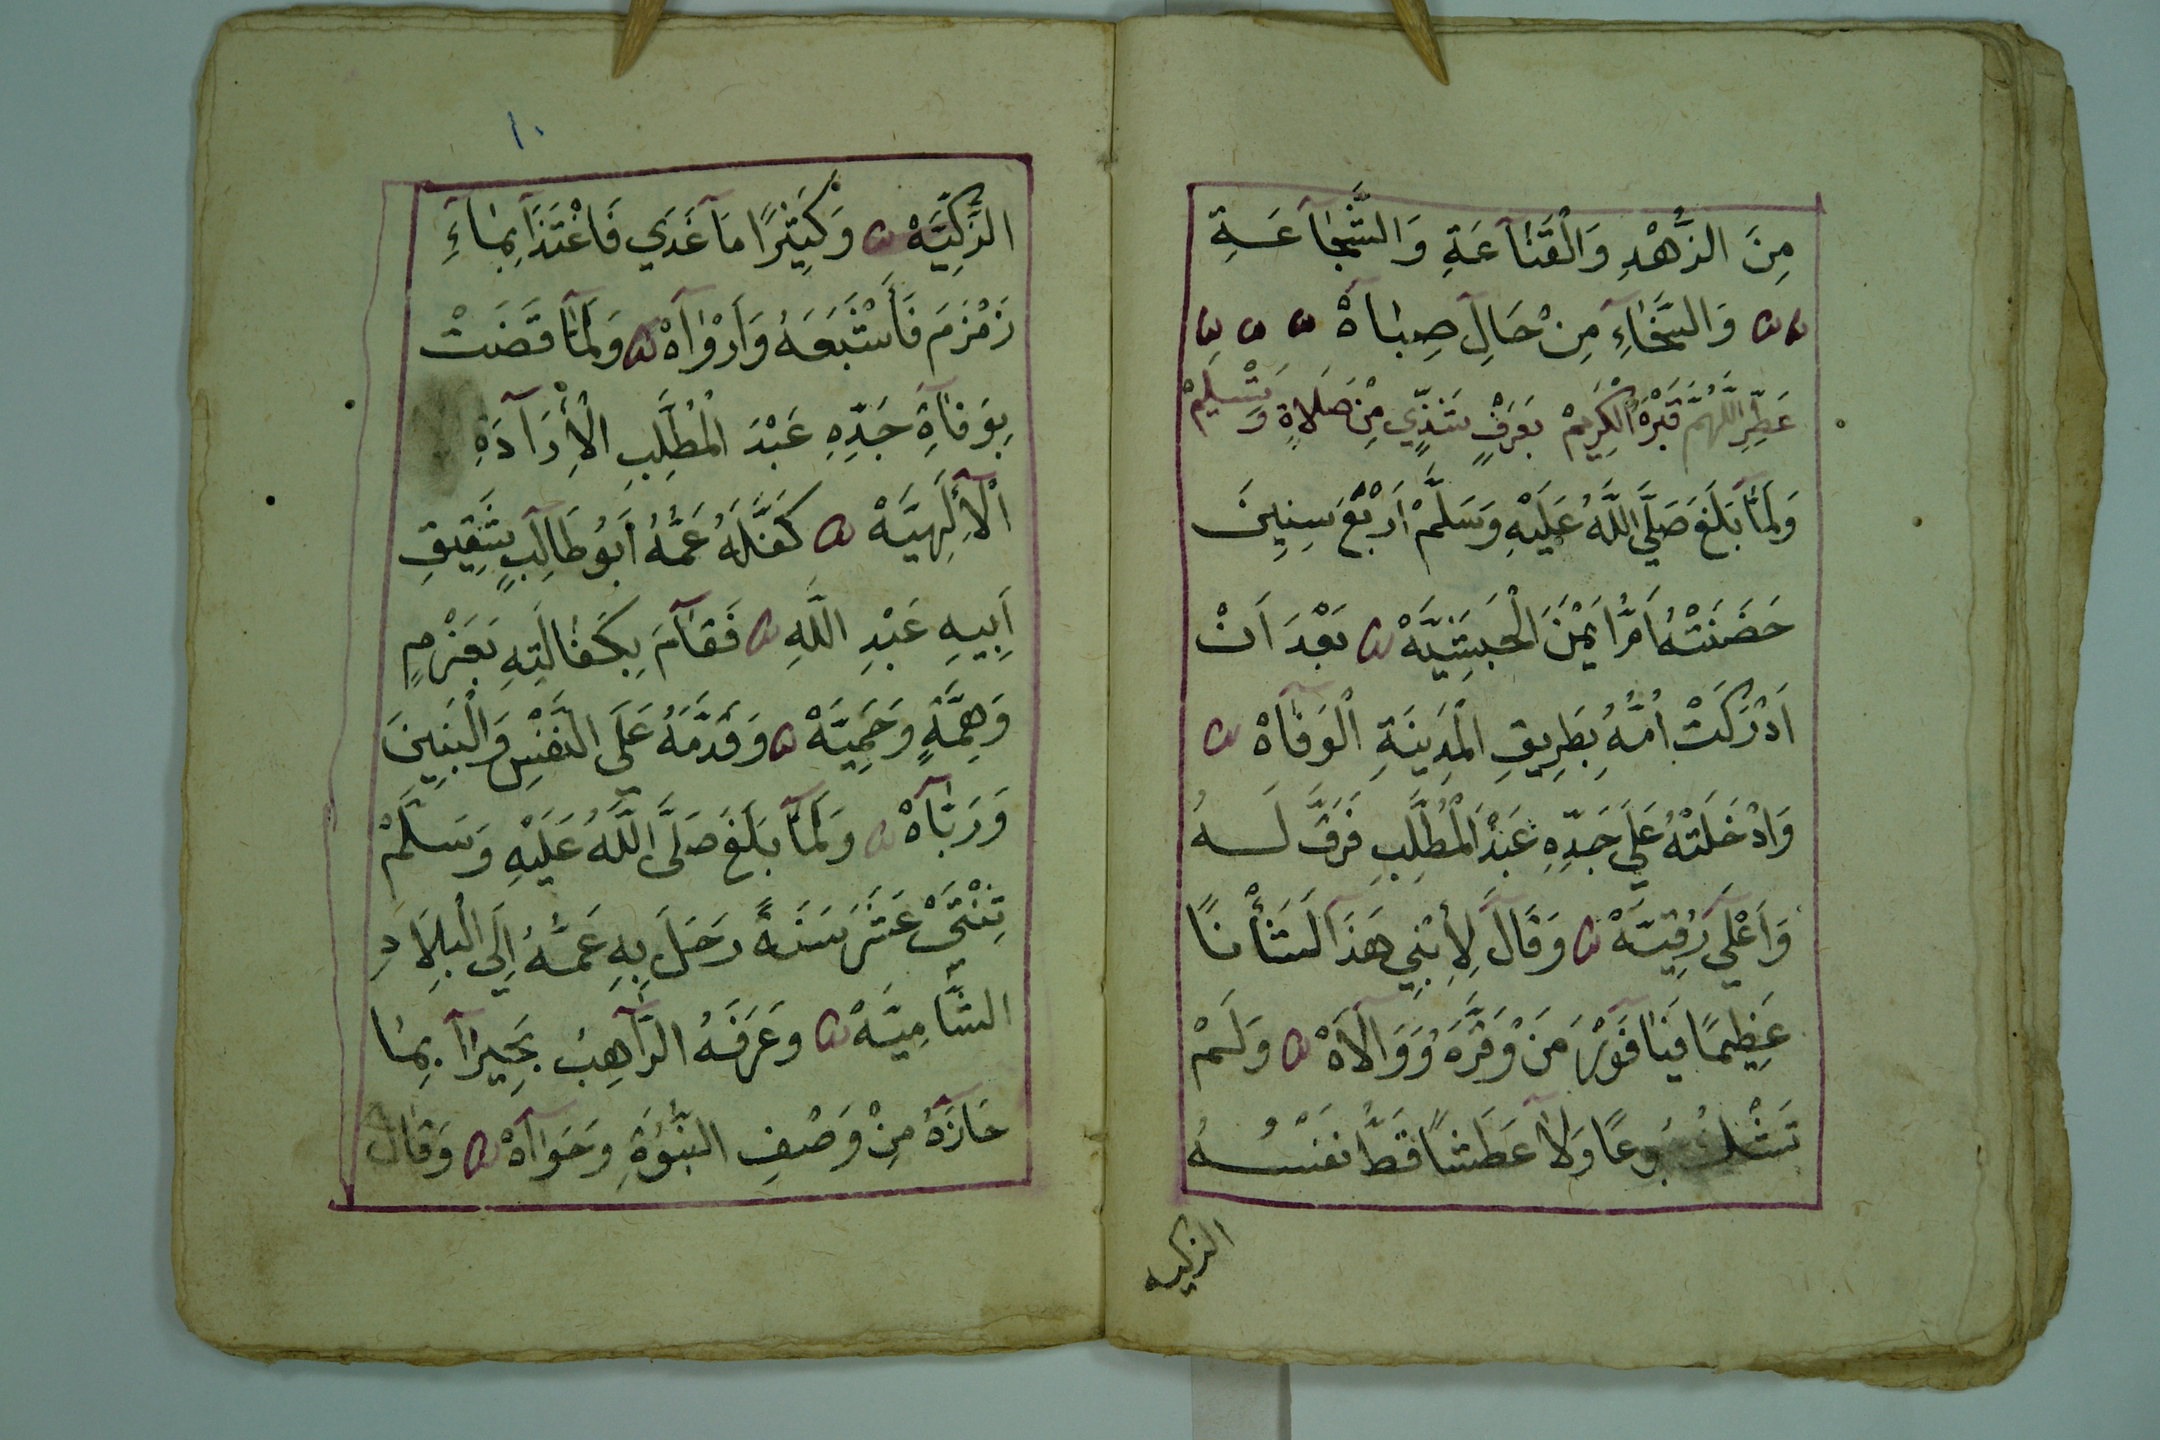 مِنَ الزُّهْدِ وَالْقَنَاعَةِ وَالشَّجَاعَةِ
وَالسَّخَاءِ مِنْ حَالِ صِبَاهْ
عَطِّرِ اللَّهُمَّ قَبْرَهُ الْكَرِيمْ بَعَرَفٍ شَذِيٍّ مِنْ صَلَاةٍ وَتَسْلِيمْ
وَلَمَّا بَلَغَ صَلَّى اللَّهُ عَلَيْهِ وَسَلَّمْ اَرْبَعَ سِنِينَ
حَضَنَتْهُ اَمُّ اَيْمَنَ الْحَبَشِيَّهْ بَعْدَ اَنْ
اَدْرَكَتْ اُمَّهُ بِطَرِيقِ الْمَدِينَةِ الْوَفَاهْ
وَادْخَلَتْهُ عَلَى جَدِّهِ عَبْدَ الْمُطَّلِبِ فَرَقَّ لَهُ
وَاَعْلَى رُقِيَّهْ وَقَالَ لِأِبْنِي هَذَا لَشَأْنًا
عَظِيمًا فَيَا فَوْزَ مَنْ وَقَّرَهُ وَوَالَاهْ وَلَمْ
تَشْكُ جُوعًا وَلَا عَطَشًا قَطُّ نَفْسُهُ
الزكيه
١٠
الزَّكِيَّهْ وَكَثِيرًا مَا غَدَي فَاغْتَذَا بِمَاءِ
زَمْزَمَ فَأَشْبَعَهُ وَاَرْوَاهْ وَلَمَّا قَضَتْ
بِوَفَاةِ جَدِّهِ عَبْدَ الْمُطَّلِبِ الْأِرَادَةِ
الْأِلَهِيَّهْ كَفَّلَهُ عَمُّهُ اَبُو طَالِبٍ شَقِيقِ
اَبِيهِ عَبْدِ اللَّهِ فَقَامَ بِكَفَالَتِهِ بَعَزْمٍ
وَهِمَّةٍ وَحَمِيَّهْ وَقَدَّمَهُ عَلَى النَّفْسِ وَالْبَنِينَ
وَرَبَّاهْ وَلَمَّا بَلَغَ صَلَّى اللَّهُ عَلَيْهِ وَسَلَّمْ
تِنْتَيْ عَشَرَ سَنَةً رَحَلَ بِهِ عَمُّهُ اِلَى الْبِلَادِ
الشَّامِيَّهْ وَعَرَفَهُ الرَّاهِبُ بَحِيرَا بِمَا
حَازَهُ مِنْ وَصْفِ النُّبُوَّةِ وَحَوَاهْ وَقَالَ